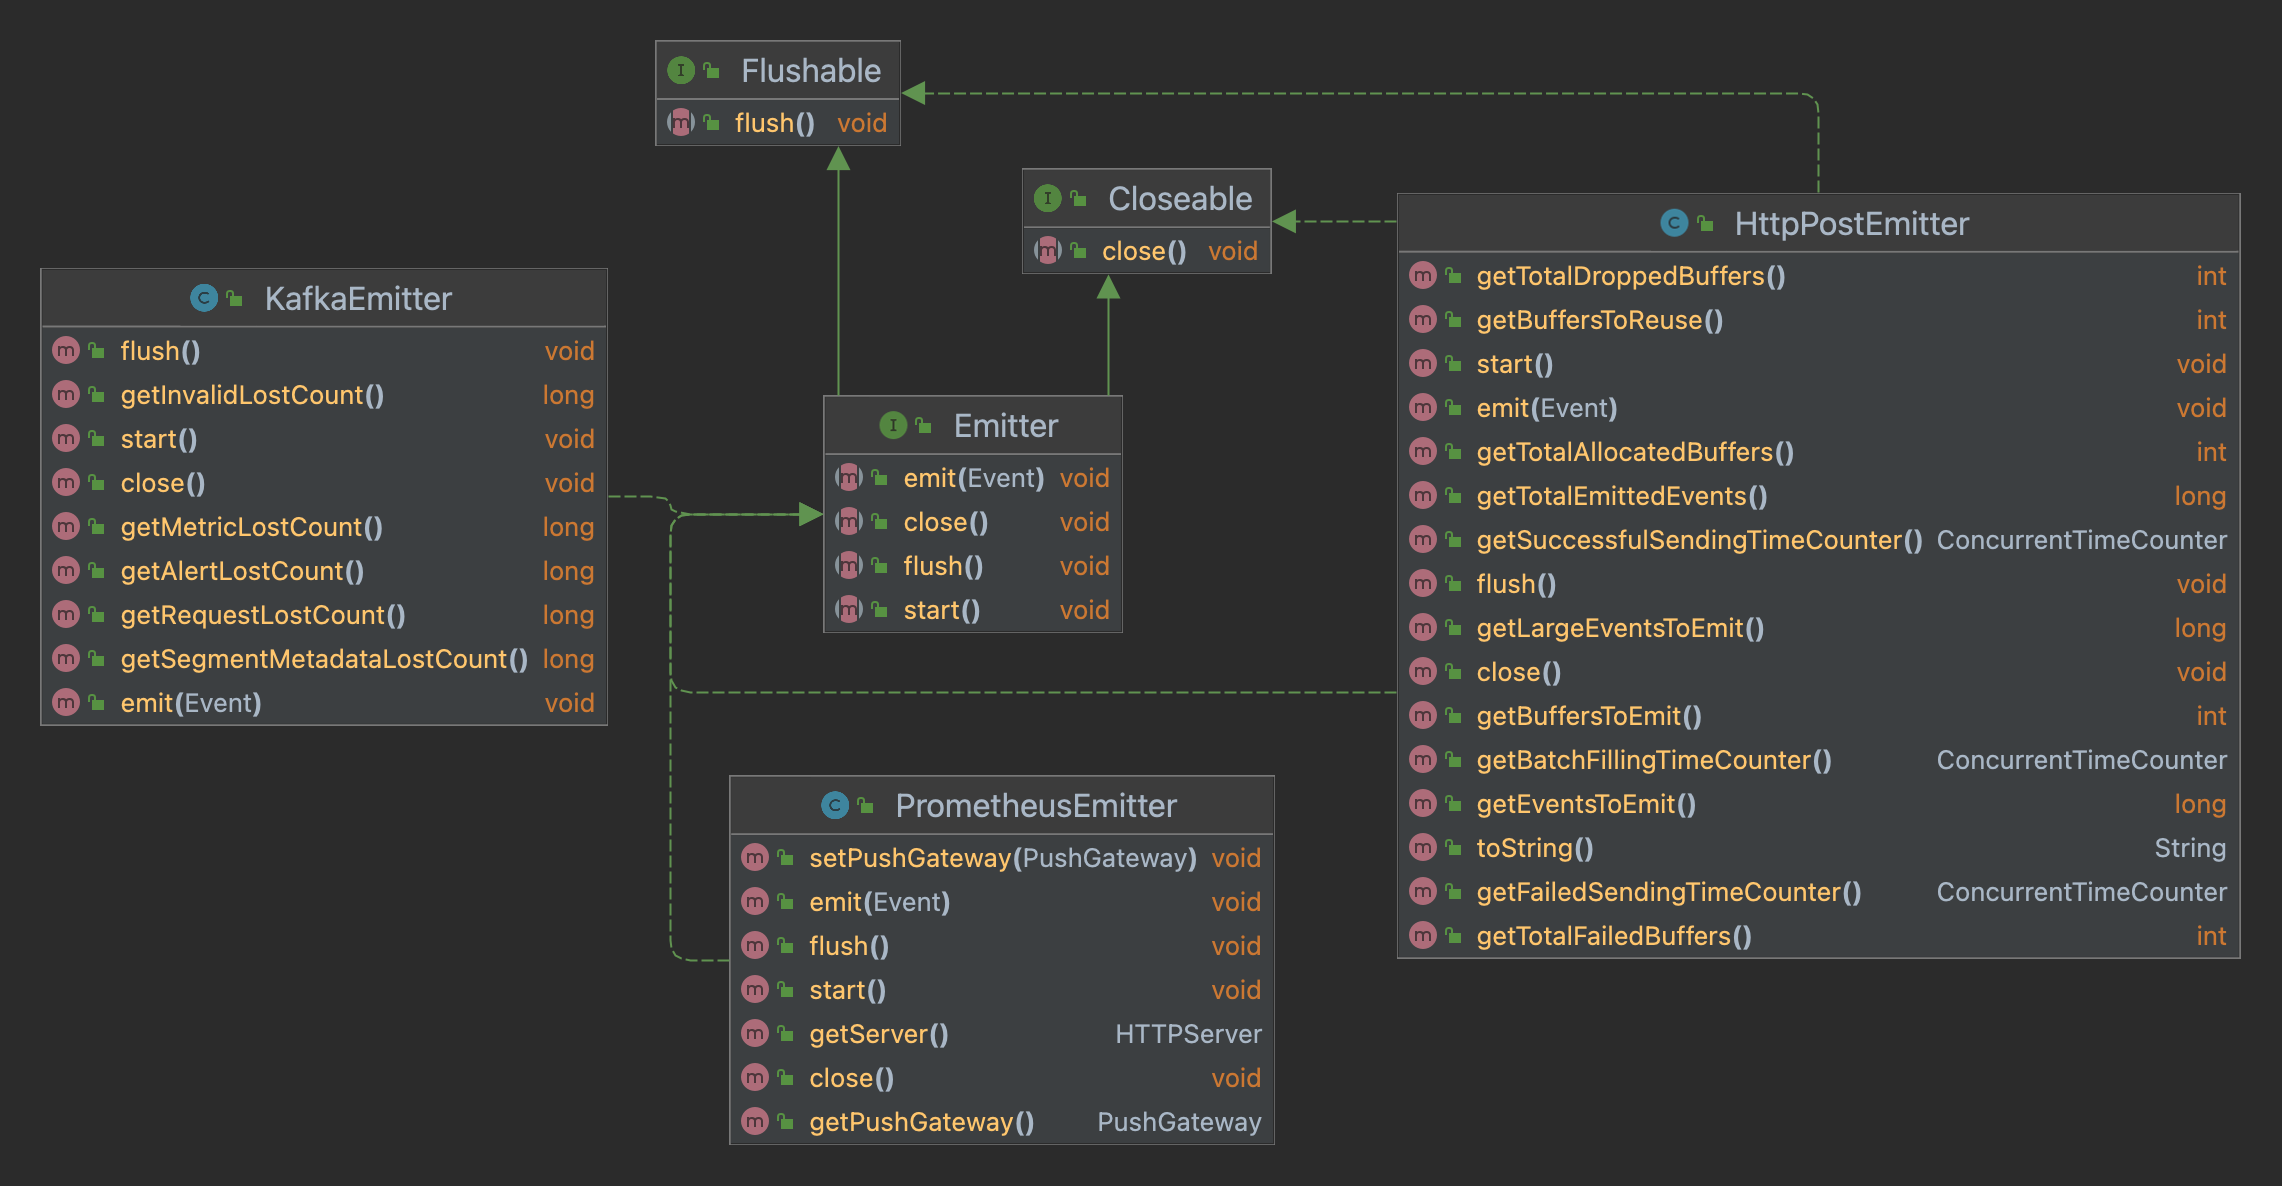 Flushable
flush() void
Closeable
close() void
HttpPostEmitter
getTotalDroppedBuffers() int
getBuffersToReuse() int
start() void
emit(Event) void
getTotalAllocatedBuffers() int
getTotalEmittedEvents() long
getSuccessfulSendingTimeCounter() ConcurrentTimeCounter
flush() void
getLargeEventsToEmit() long
close() void
getBuffersToEmit() int
getBatchFillingTimeCounter() ConcurrentTimeCounter
getEventsToEmit() long
toString() String
getFailedSendingTimeCounter() ConcurrentTimeCounter
getTotalFailedBuffers() int
KafkaEmitter
flush() void
getInvalidLostCount() long
start() void
close() void
getMetricLostCount() long
getAlertLostCount() long
getRequestLostCount() long
getSegmentMetadataLostCount() long
emit(Event) void
Emitter
emit(Event) void
close() void
flush() void
start() void
PrometheusEmitter
setPushGateway(PushGateway) void
emit(Event) void
flush() void
start() void
getServer() HTTPServer
close() void
getPushGateway() PushGateway